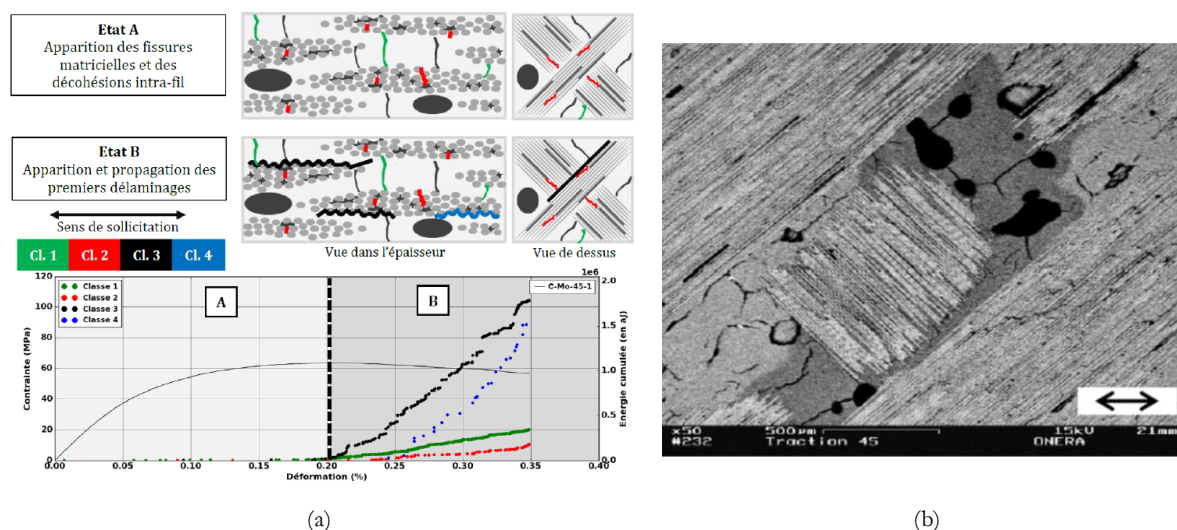 Etat A
Apparition des fissures
matricielles et des
décohésions intra-fil
Etat B
Apparition et propagation des
premiers délaminages
Sens de sollicitation
Cl. 1 Cl. 2 Cl. 3 Cl. 4
Vue dans l'épaisseur
Vue de dessus
1e6
120
100
80
60
40
20
0
Contrainte (MPa)
Classe 1
Classe 2
Classe 3
Classe 4
A
B
C-Mo-45-1
2.0
1.5
1.0
0.5
0.0
Energie cumulée (en aJ)
0.00 0.05 0.10 0.15 0.20 0.25 0.30 0.35 0.40
Déformation (%)
(a)
x50 500µm 15kV 21mm
#232 Traction 45 ONERA
(b)